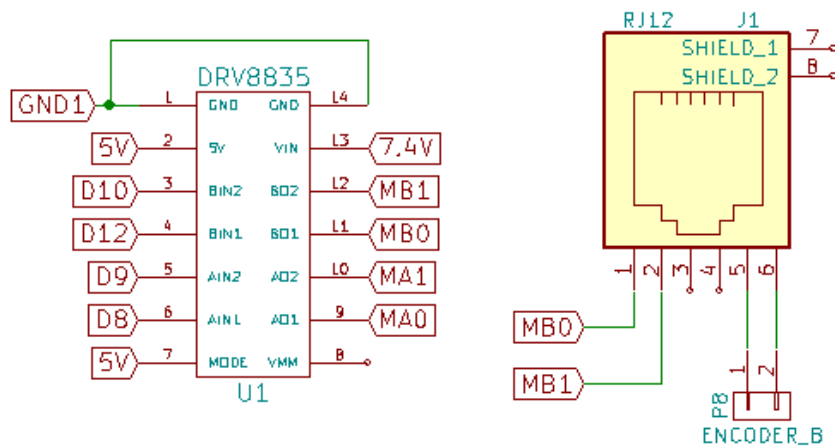 DRV8835
GND1 L GND GND L4
5V 2 5V VIN L3 7.4V
D10 3 BIN2 BO2 L2 MB1
D12 4 BIN1 BO1 L1 MB0
D9 5 AIN2 AO2 L0 MA1
D8 6 AINL AO1 9 MA0
5V 7 MODE VMM 8
U1
RJ12 J1
SHIELD_1 7
SHIELD_2 8
1 2 3 4 5 6
MB0
MB1
1 2
P8
ENCODER_B